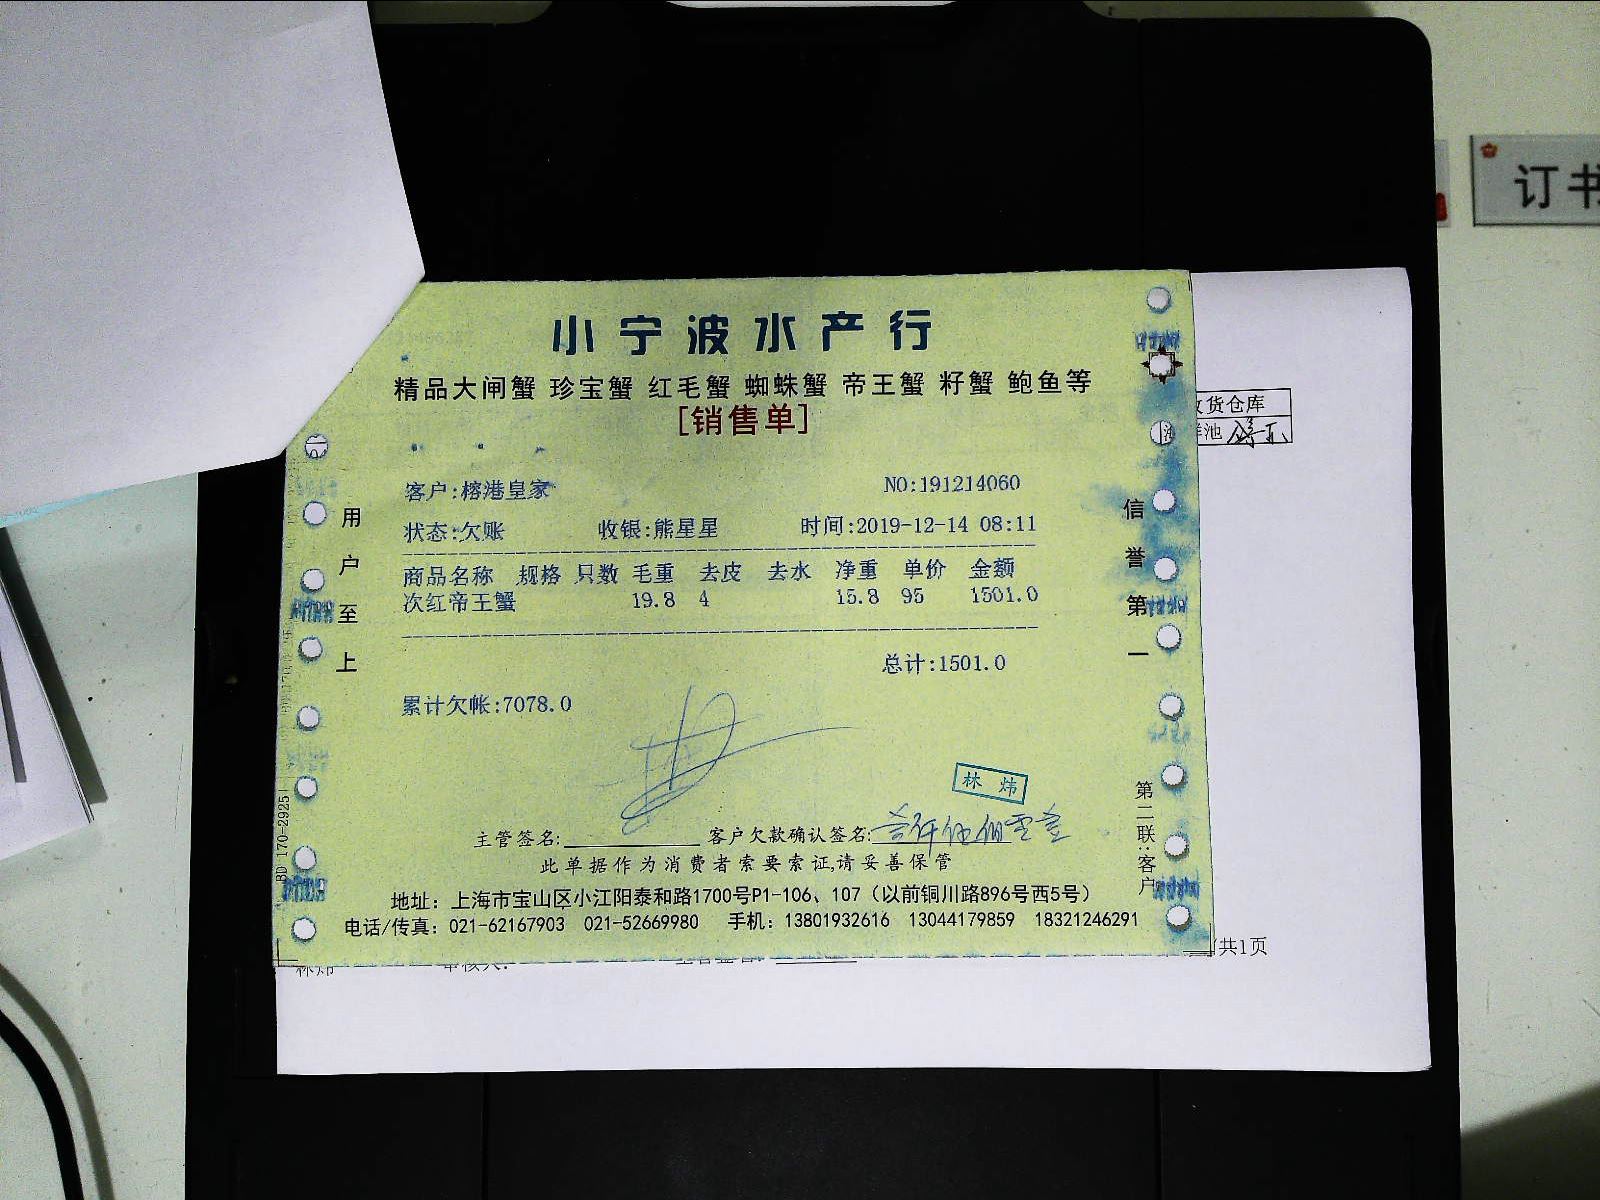 订书
小宁波水产行
精品大闸蟹 珍宝蟹 红毛蟹 蜘蛛蟹 帝王蟹 籽蟹 鲍鱼等
[销售单]
货仓库
池
客户:榕港皇家 NO:191214060
状态:欠账 收银:熊星星 时间:2019-12-14 08:11
商品名称 规格 只数 毛重 去皮 去水 净重 单价 金额
次红帝王蟹 19.8 4 15.8 95 1501.0
总计:1501.0
累计欠帐:7078.0
用户至上
信誉第一
林炜
主管签名: 客户欠款确认签名:
此单据作为消费者索要索证,请妥善保管
地址：上海市宝山区小江阳泰和路1700号P1-106、107（以前铜川路896号西5号）
电话/传真：021-62167903 021-52669980 手机：13801932616 13044179859 18321246291
第二联:客户
BD 170-2925
共1页